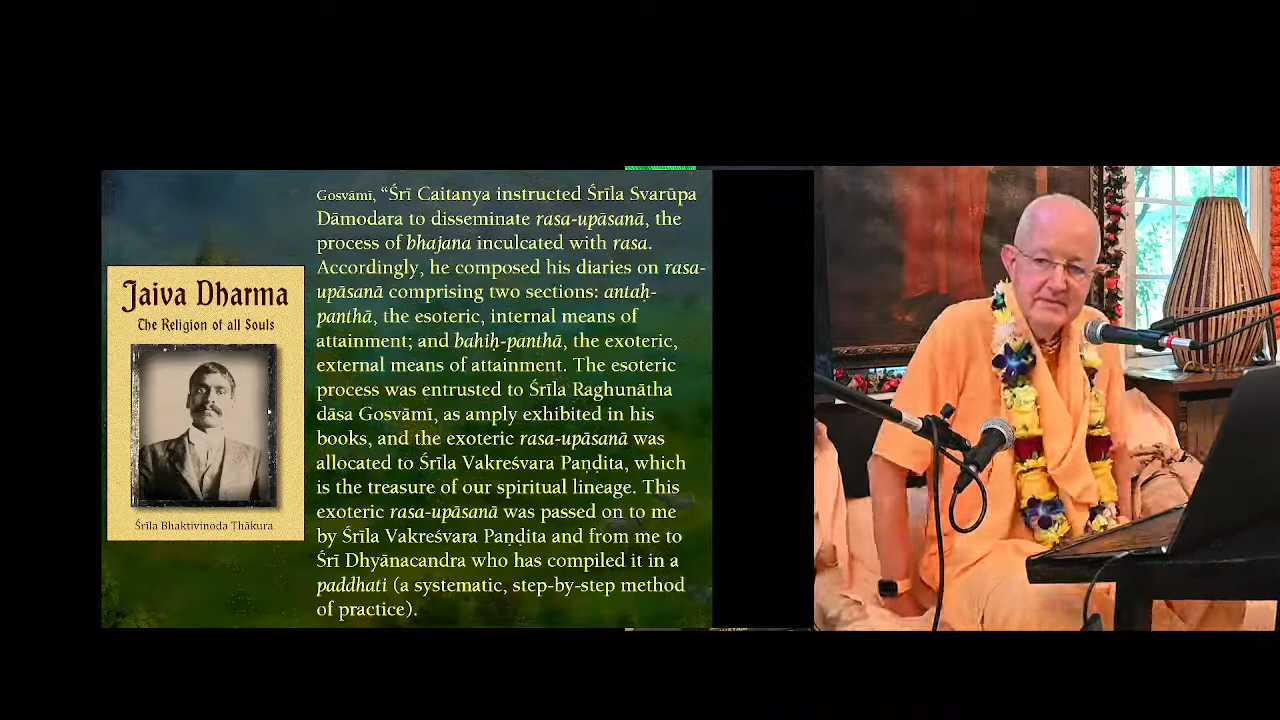 Jaiva Dharma
The Religion of all Souls
Śrīla Bhaktivinoda Ṭhākura
Gosvāmī, “Śrī Caitanya instructed Śrīla Svarūpa
Dāmodara to disseminate rasa-upāsanā, the
process of bhajana inculcated with rasa.
Accordingly, he composed his diaries on rasa-
upāsanā comprising two sections: antaḥ-
panthā, the esoteric, internal means of
attainment; and bahiḥ-panthā, the exoteric,
external means of attainment. The esoteric
process was entrusted to Śrīla Raghunātha
dāsa Gosvāmī, as amply exhibited in his
books, and the exoteric rasa-upāsanā was
allocated to Śrīla Vakreśvara Paṇḍita, which
is the treasure of our spiritual lineage. This
exoteric rasa-upāsanā was passed on to me
by Śrīla Vakreśvara Paṇḍita and from me to
Śrī Dhyānacandra who has compiled it in a
paddhati (a systematic, step-by-step method
of practice).